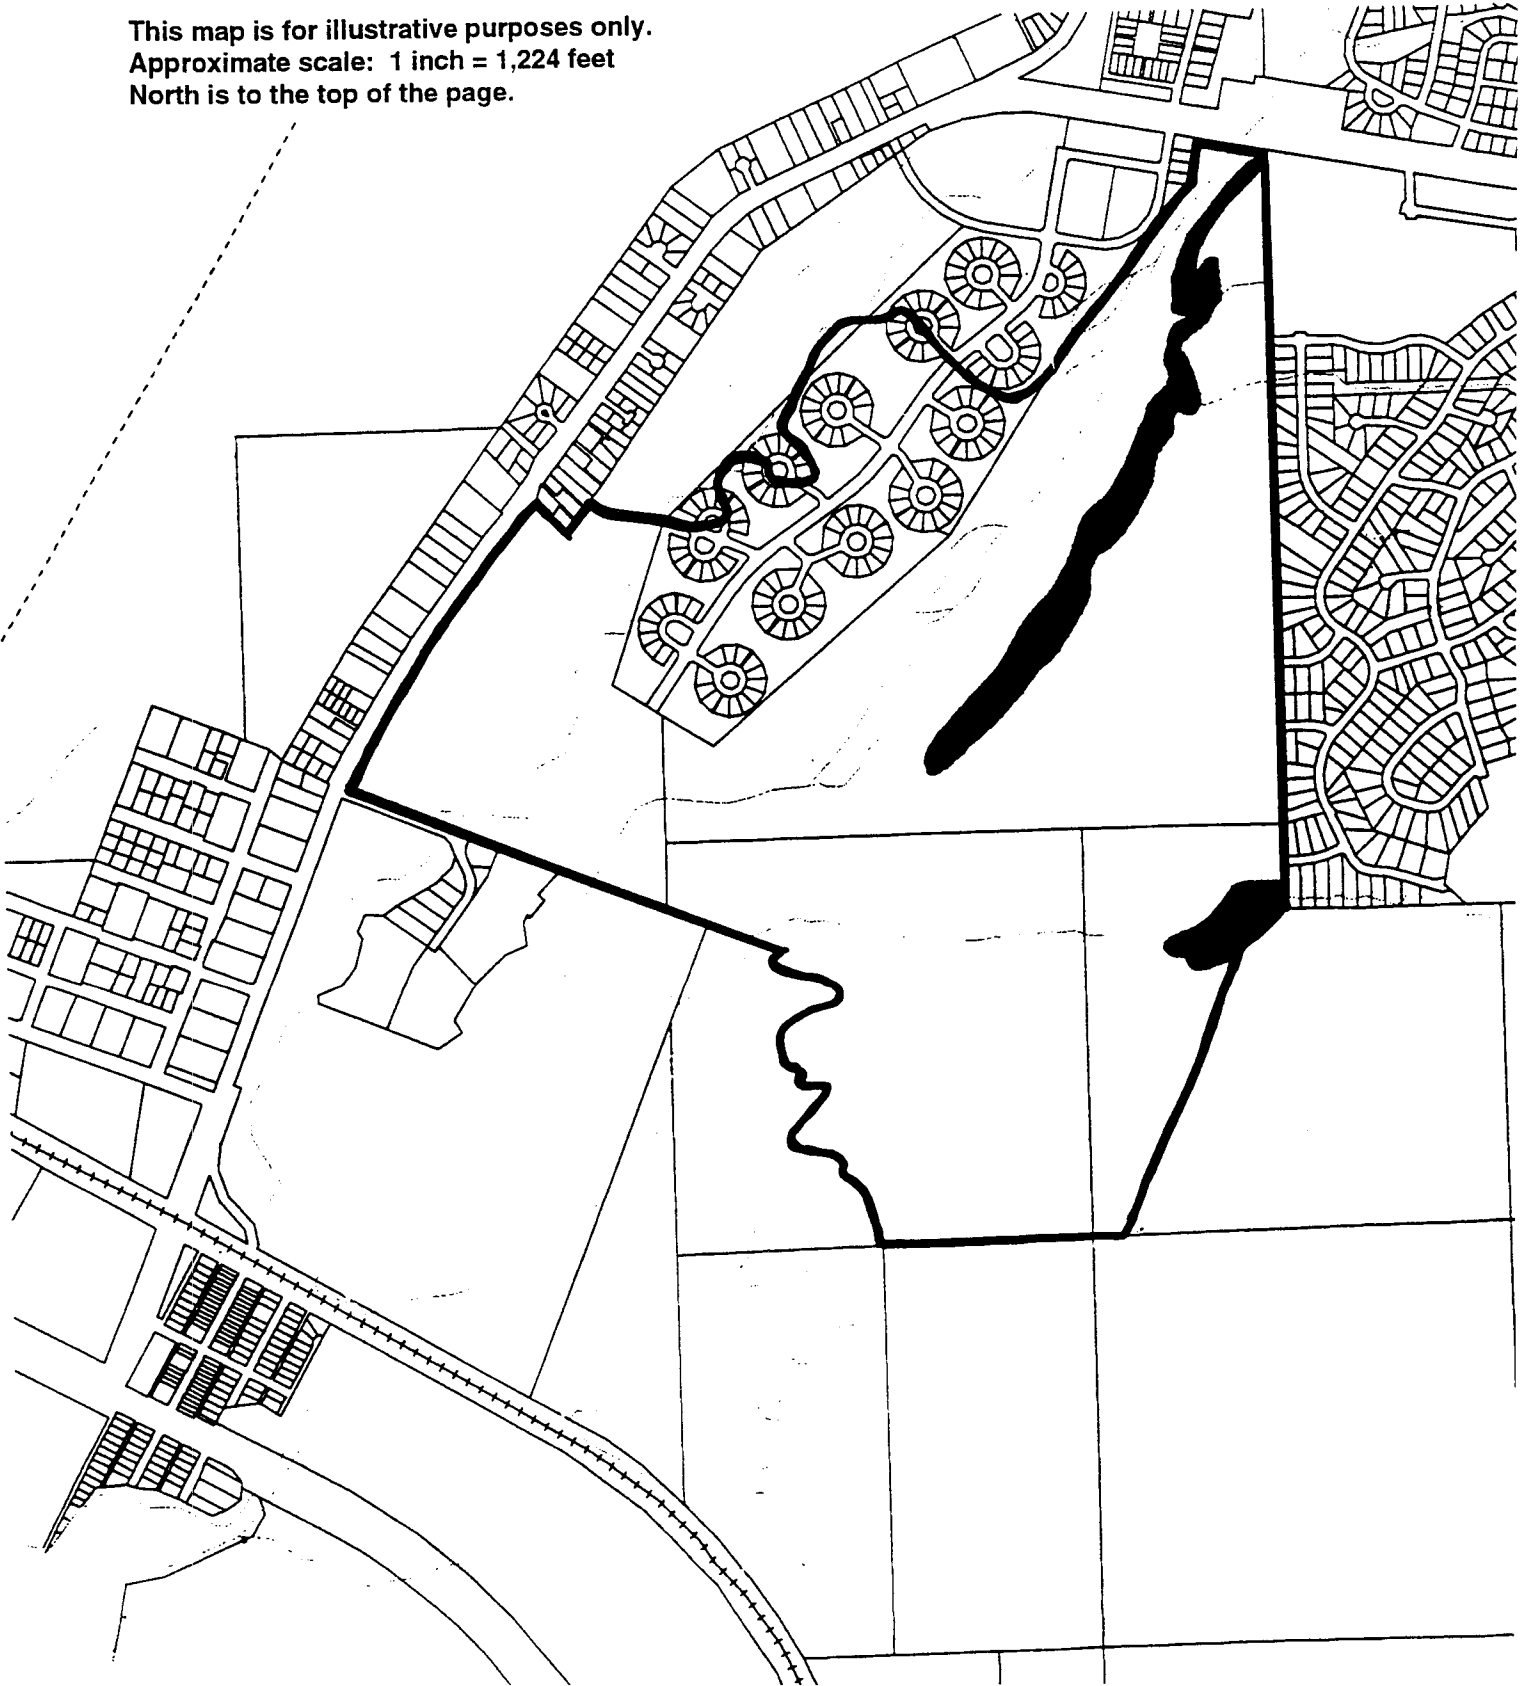 This map is for illustrative purposes only.
Approximate scale: 1 inch = 1,224 feet
North is to the top of the page.